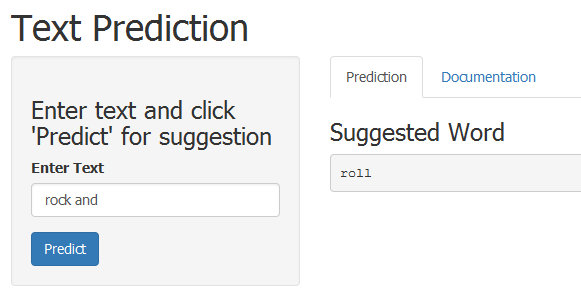 Text Prediction
Enter text and click
'Predict' for suggestion
Enter Text
rock and
Predict
Prediction
Documentation
Suggested Word
roll